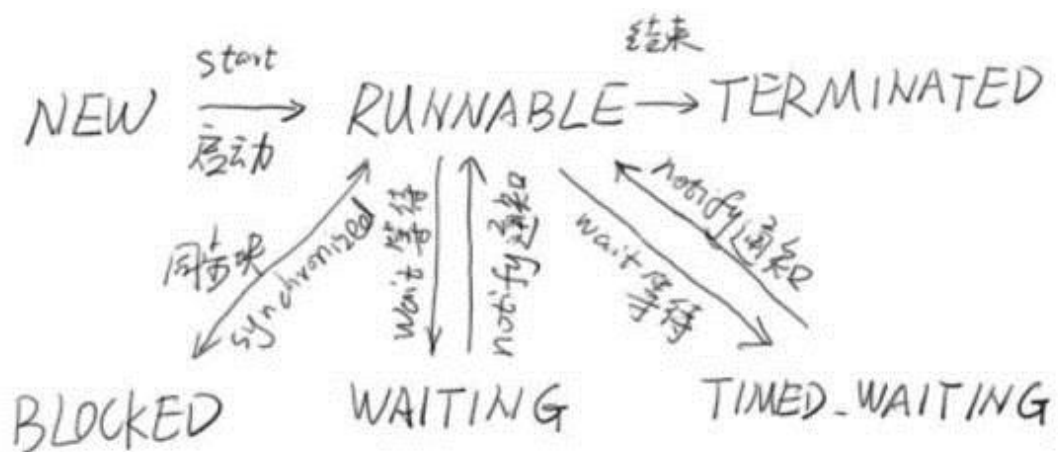 start
结束
NEW
RUNNABLE
TERMINATED
启动
同步块
synchronized
wait 等待
notify 通知
wait 等待
notify 通知
BLOCKED
WAITING
TIMED_WAITING